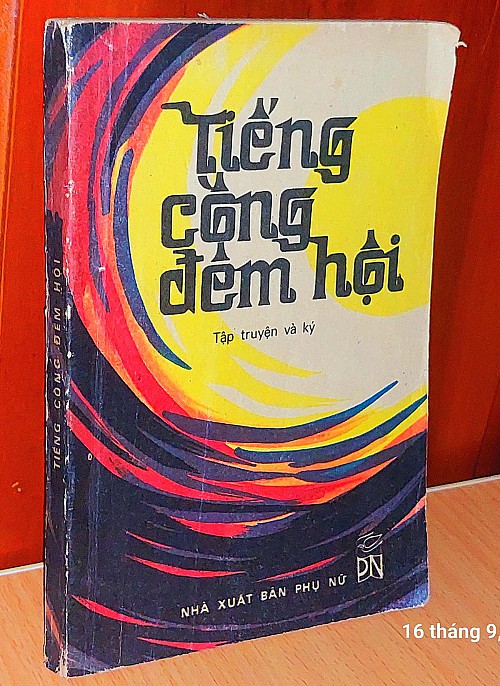 Tiếng
cồng
đêm hội
Tập truyện và ký
NHÀ XUẤT BẢN PHỤ NỮ
PN
TIẾNG CỒNG ĐÊM HỘI
16 tháng 9,